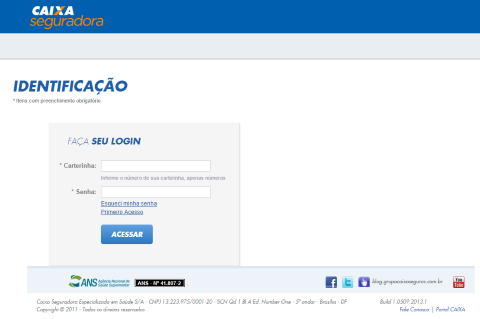 CAIXA
seguradora
IDENTIFICAÇÃO
* Itens com preenchimento obrigatório.
FAÇA SEU LOGIN
* Carteirinha:
Informe o número de sua carteirinha, apenas números
* Senha:
Esqueci minha senha
Primeiro Acesso
ACESSAR
ANS Agência Nacional de Saúde Suplementar
ANS - Nº 41.807-2
blog.grupocaixaseguros.com.br
You Tube
Caixa Seguradora Especializada em Saúde S/A - CNPJ 13.223.975/0001-20 - SCN Qd 1 Bl A Ed. Number One - 5º andar - Brasília - DF
Build 1.0509.2013.1
Copyright © 2011 - Todos os direitos reservados
Fale Conosco | Portal CAIXA